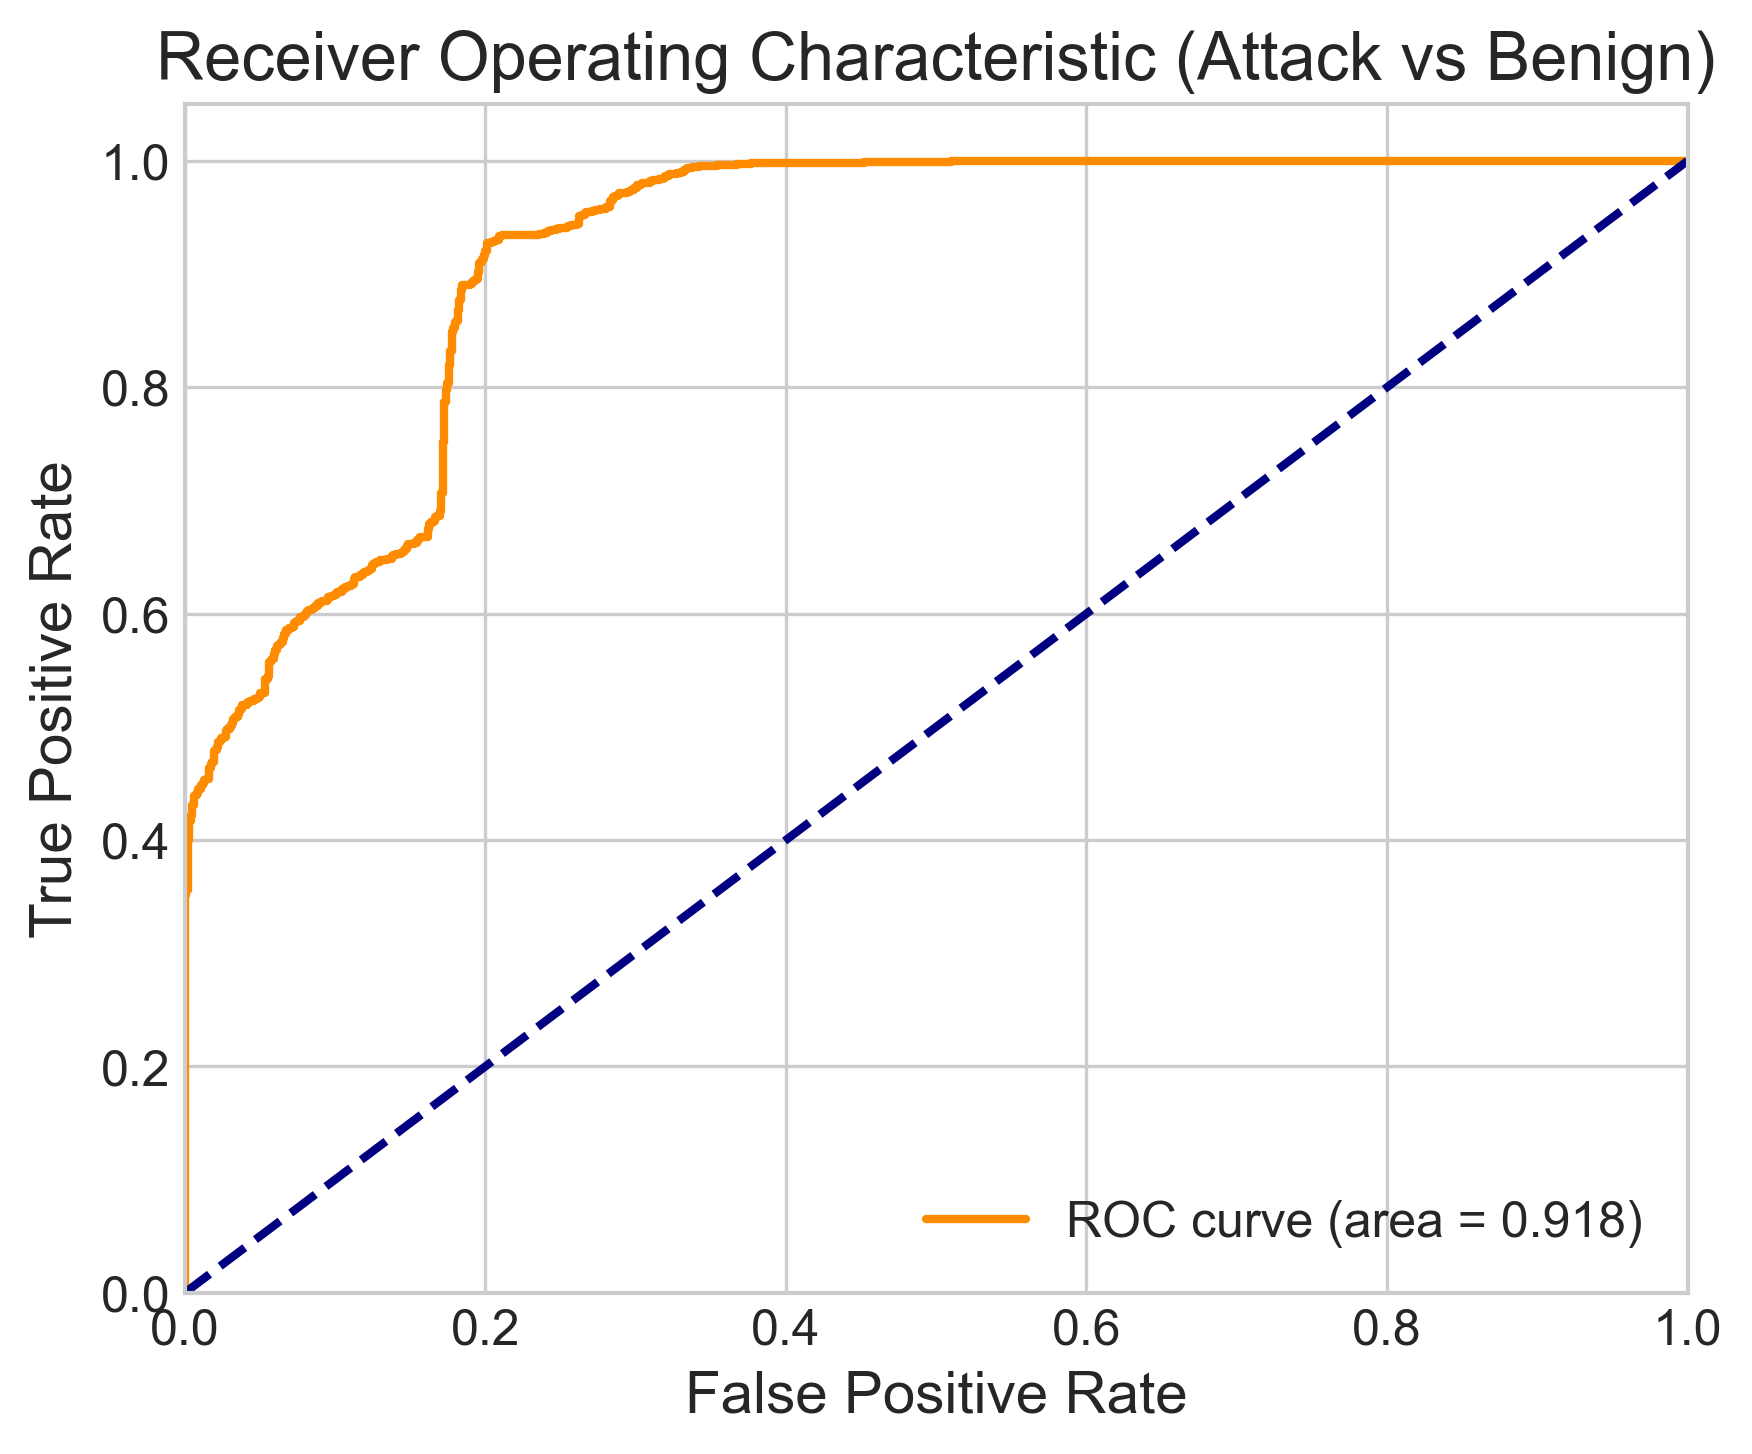 Receiver Operating Characteristic (Attack vs Benign)
True Positive Rate
1.0
0.8
0.6
0.4
0.2
0.0
0.0 0.2 0.4 0.6 0.8 1.0
False Positive Rate
ROC curve (area = 0.918)